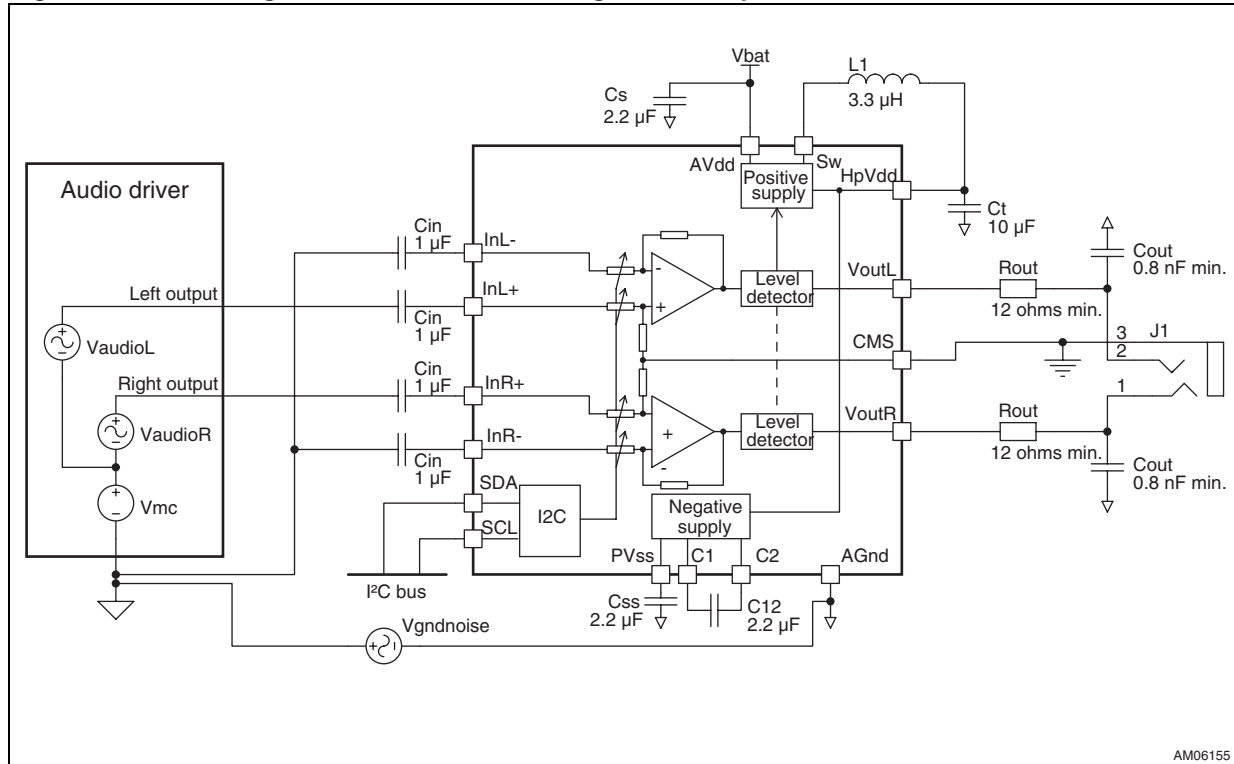 Vbat
L1
3.3 µH
Cs
2.2 µF
AVdd
Sw
HpVdd
Positive
supply
Ct
10 µF
Audio driver
Cin
1 µF
InL-
-
Level
detector
VoutL
Rout
12 ohms min.
Cout
0.8 nF min.
Left output
Cin
1 µF
InL+
+
VaudioL
CMS
3
J1
2
Right output
Cin
1 µF
InR+
1
VaudioR
+
Level
detector
VoutR
Rout
12 ohms min.
Cout
0.8 nF min.
Cin
1 µF
InR-
-
Vmc
SDA
SCL
I2C
Negative
supply
PVss
C1
C2
AGnd
I²C bus
Css
2.2 µF
C12
2.2 µF
Vgndnoise
AM06155